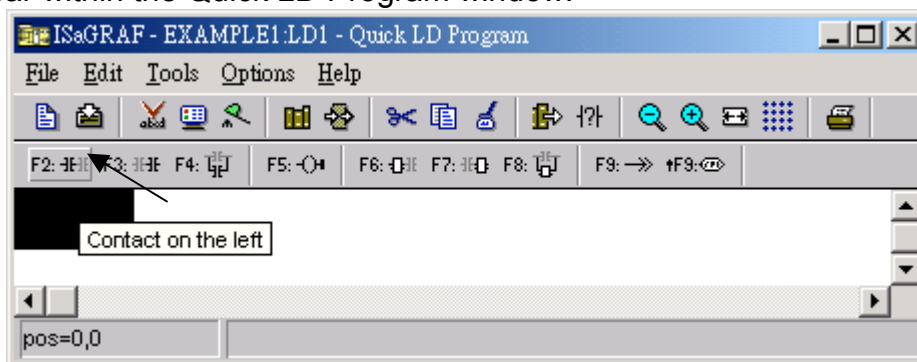 ar within the Quick LD Program window.
ISaGRAF - EXAMPLE1:LD1 - Quick LD Program
File Edit Tools Options Help
F2: F3: F4: F5: F6: F7: F8: F9: F9:
Contact on the left
pos=0,0